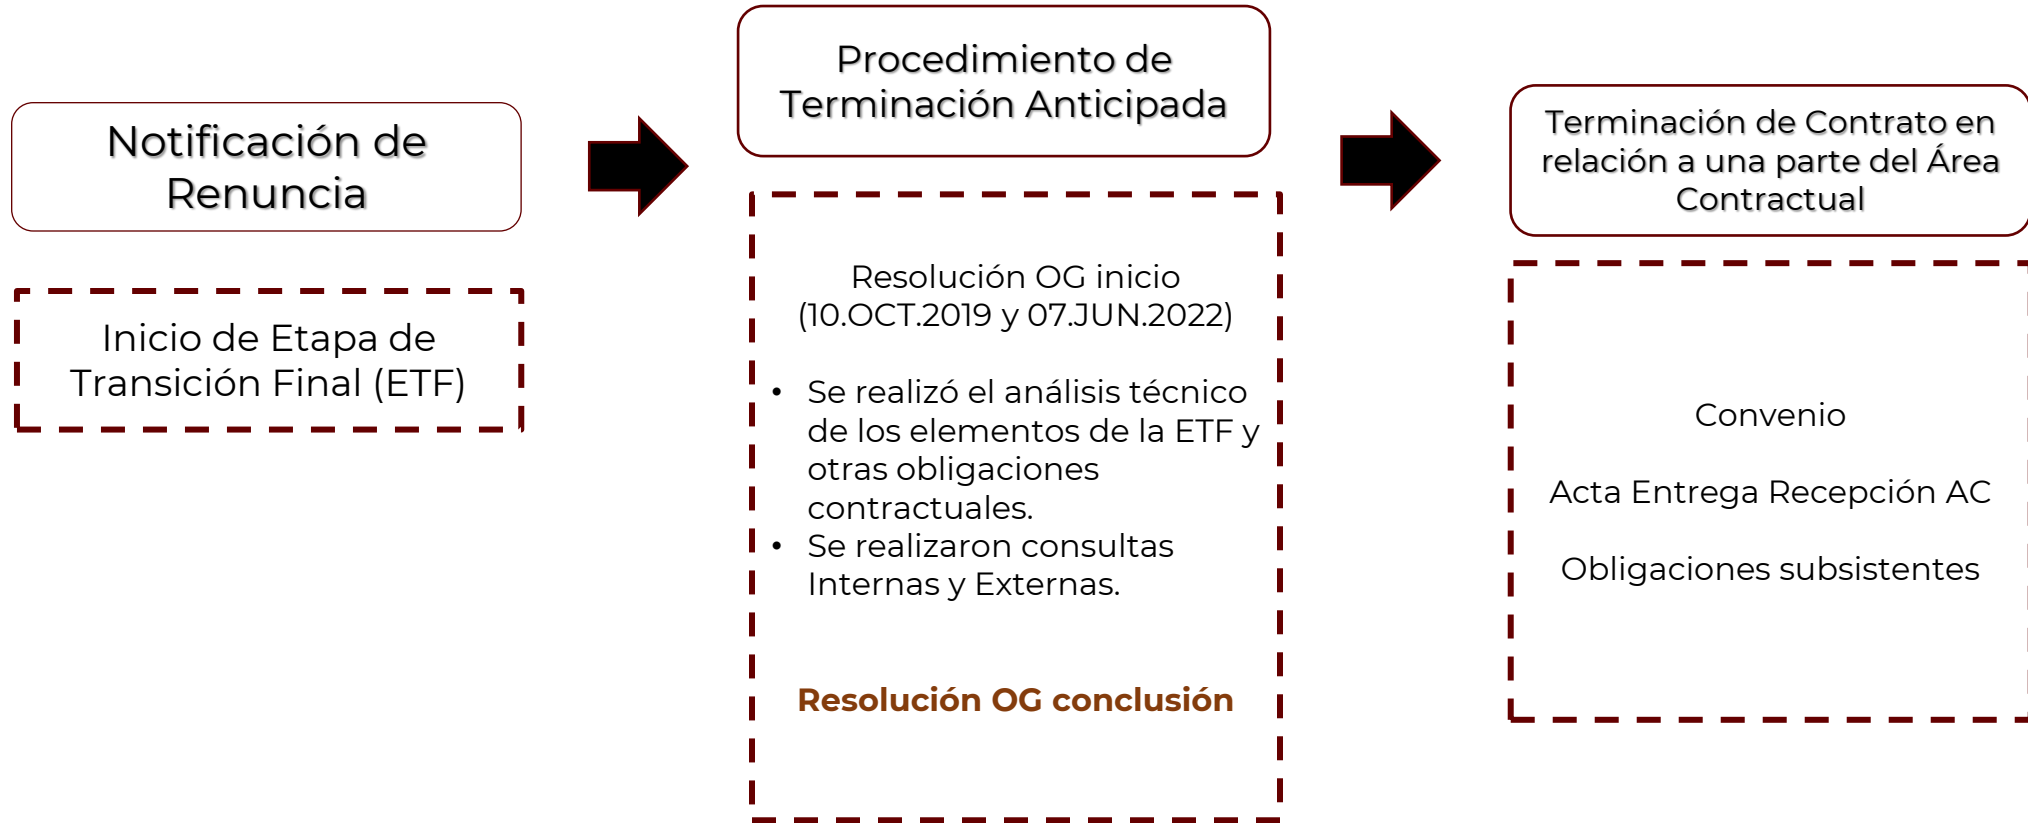 Notificación de
Renuncia
Inicio de Etapa de
Transición Final (ETF)
Procedimiento de
Terminación Anticipada
Resolución OG inicio
(10.OCT.2019 y 07.JUN.2022)
• Se realizó el análisis técnico
de los elementos de la ETF y
otras obligaciones
contractuales.
• Se realizaron consultas
Internas y Externas.
Resolución OG conclusión
Terminación de Contrato en
relación a una parte del Área
Contractual
Convenio
Acta Entrega Recepción AC
Obligaciones subsistentes